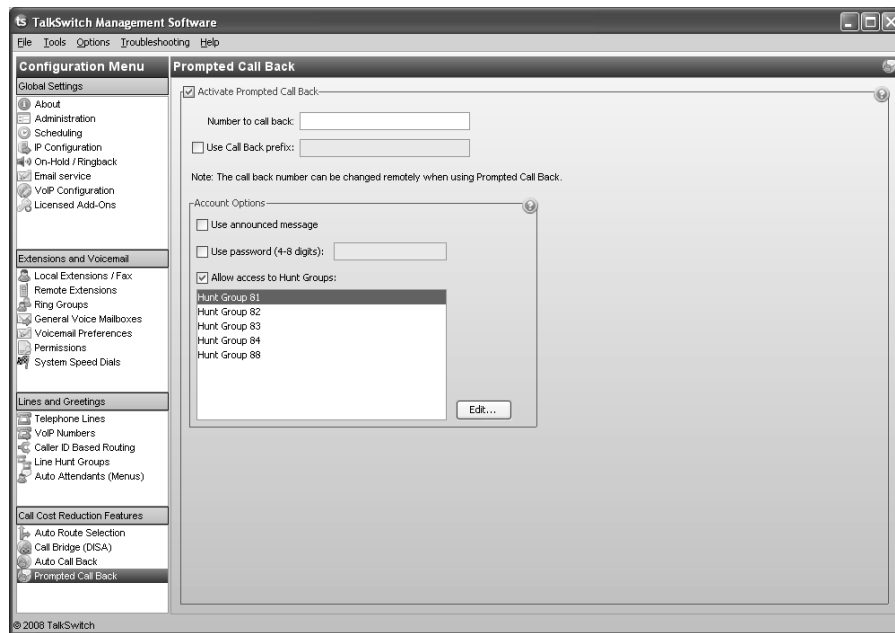 ts TalkSwitch Management Software
File Tools Options Troubleshooting Help
Configuration Menu
Global Settings
About
Administration
Scheduling
IP Configuration
On-Hold / Ringback
Email service
VoIP Configuration
Licensed Add-Ons
Extensions and Voicemail
Local Extensions / Fax
Remote Extensions
Ring Groups
General Voice Mailboxes
Voicemail Preferences
Permissions
System Speed Dials
Lines and Greetings
Telephone Lines
VoIP Numbers
Caller ID Based Routing
Line Hunt Groups
Auto Attendants (Menus)
Call Cost Reduction Features
Auto Route Selection
Call Bridge (DISA)
Auto Call Back
Prompted Call Back
Prompted Call Back
Activate Prompted Call Back
Number to call back:
Use Call Back prefix:
Note: The call back number can be changed remotely when using Prompted Call Back.
Account Options
Use announced message
Use password (4-8 digits):
Allow access to Hunt Groups:
Hunt Group 81
Hunt Group 82
Hunt Group 83
Hunt Group 84
Hunt Group 88
Edit...
© 2008 TalkSwitch